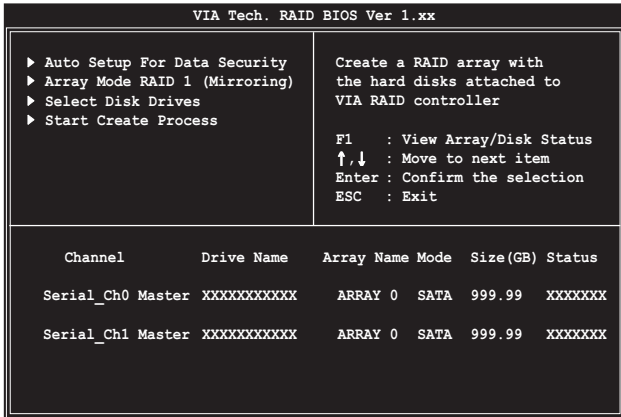 VIA Tech. RAID BIOS Ver 1.xx
Auto Setup For Data Security
Array Mode RAID 1 (Mirroring)
Select Disk Drives
Start Create Process
Create a RAID array with
the hard disks attached to
VIA RAID controller
F1 : View Array/Disk Status
↑,↓ : Move to next item
Enter : Confirm the selection
ESC : Exit
Channel Drive Name Array Name Mode Size(GB) Status
Serial_Ch0 Master XXXXXXXXXXX ARRAY 0 SATA 999.99 XXXXXXX
Serial_Ch1 Master XXXXXXXXXXX ARRAY 0 SATA 999.99 XXXXXXX